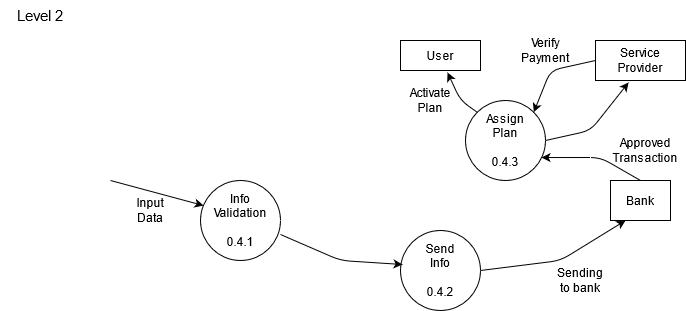 Level 2
User
Verify
Payment
Service
Provider
Activate
Plan
Assign
Plan
0.4.3
Approved
Transaction
Input
Data
Info
Validation
0.4.1
Bank
Send
Info
0.4.2
Sending
to bank